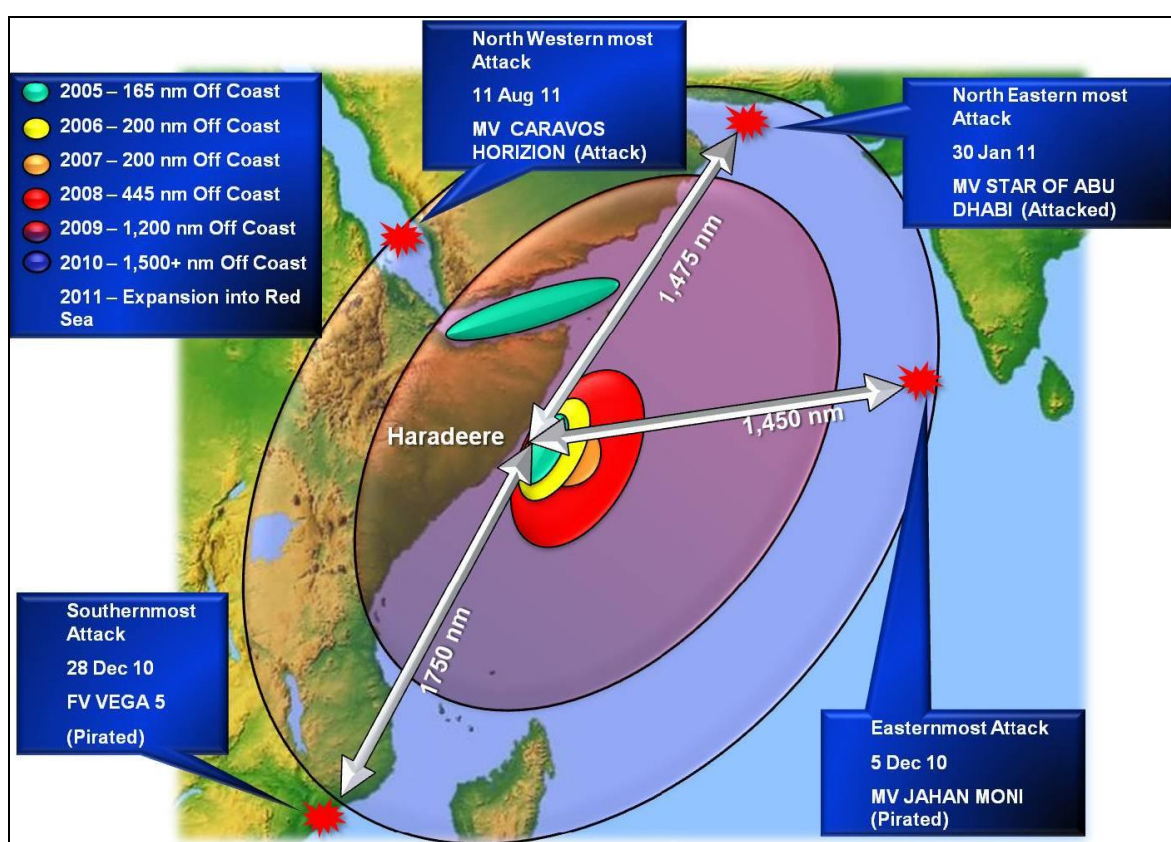 2005 – 165 nm Off Coast
2006 – 200 nm Off Coast
2007 – 200 nm Off Coast
2008 – 445 nm Off Coast
2009 – 1,200 nm Off Coast
2010 – 1,500+ nm Off Coast
2011 – Expansion into Red
Sea
North Western most
Attack
11 Aug 11
MV CARAVOS
HORIZION (Attack)
North Eastern most
Attack
30 Jan 11
MV STAR OF ABU
DHABI (Attacked)
1,475 nm
Haradeere
1,450 nm
1750 nm
Southernmost
Attack
28 Dec 10
FV VEGA 5
(Pirated)
Easternmost Attack
5 Dec 10
MV JAHAN MONI
(Pirated)